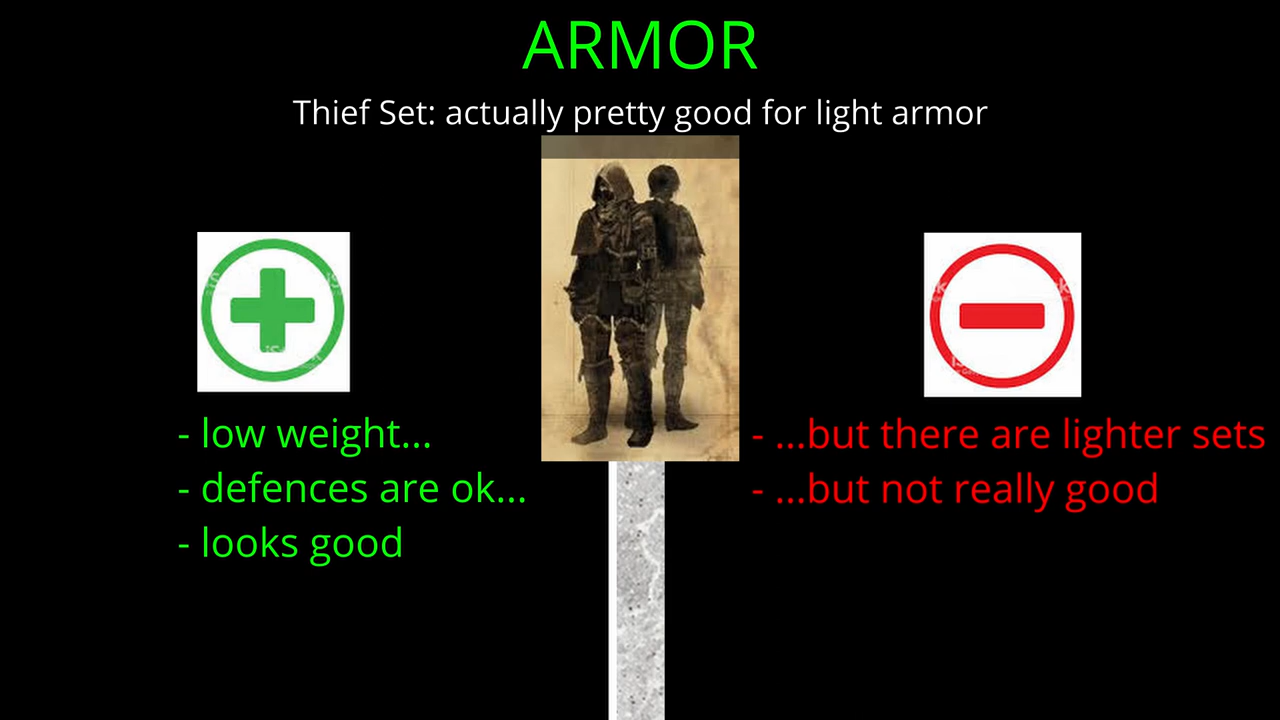 ARMOR
Thief Set: actually pretty good for light armor
- low weight...
- defences are ok...
- looks good
- ...but there are lighter sets
- ...but not really good